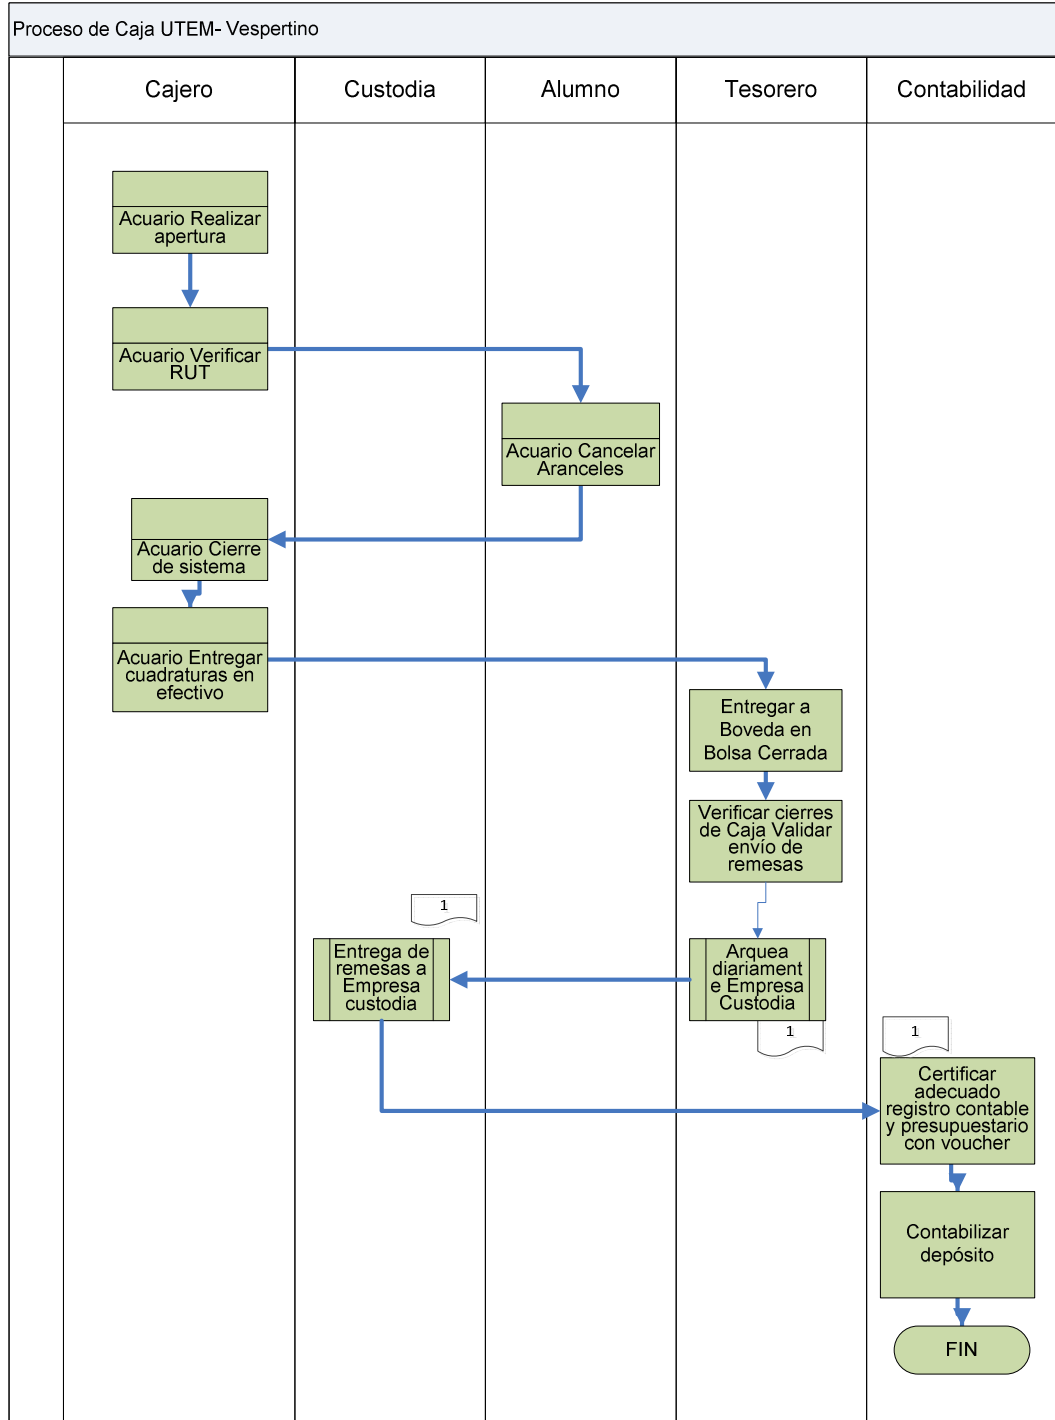 Proceso de Caja UTEM- Vespertino
Cajero
Custodia
Alumno
Tesorero
Contabilidad
Acuario Realizar
apertura
Acuario Verificar
RUT
Acuario Cancelar
Aranceles
Acuario Cierre
de sistema
Acuario Entregar
cuadraturas en
efectivo
Entregar a
Boveda en
Bolsa Cerrada
Verificar cierres
de Caja Validar
envío de
remesas
1
Entrega de
remesas a
Empresa
custodia
Arquea
diariament
e Empresa
Custodia
1
1
Certificar
adecuado
registro contable
y presupuestario
con voucher
Contabilizar
depósito
FIN